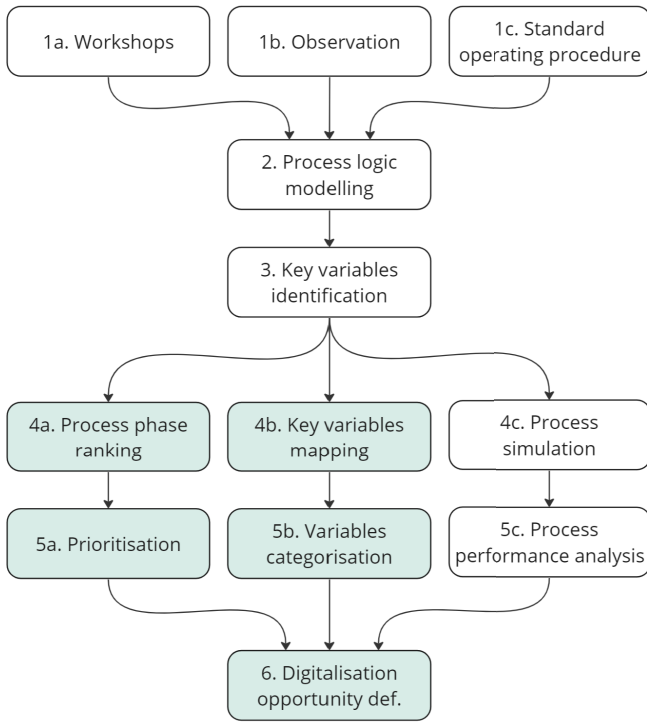 1a. Workshops
1b. Observation
1c. Standard
operating procedure
2. Process logic
modelling
3. Key variables
identification
4a. Process phase
ranking
4b. Key variables
mapping
4c. Process
simulation
5a. Prioritisation
5b. Variables
categorisation
5c. Process
performance analysis
6. Digitalisation
opportunity def.